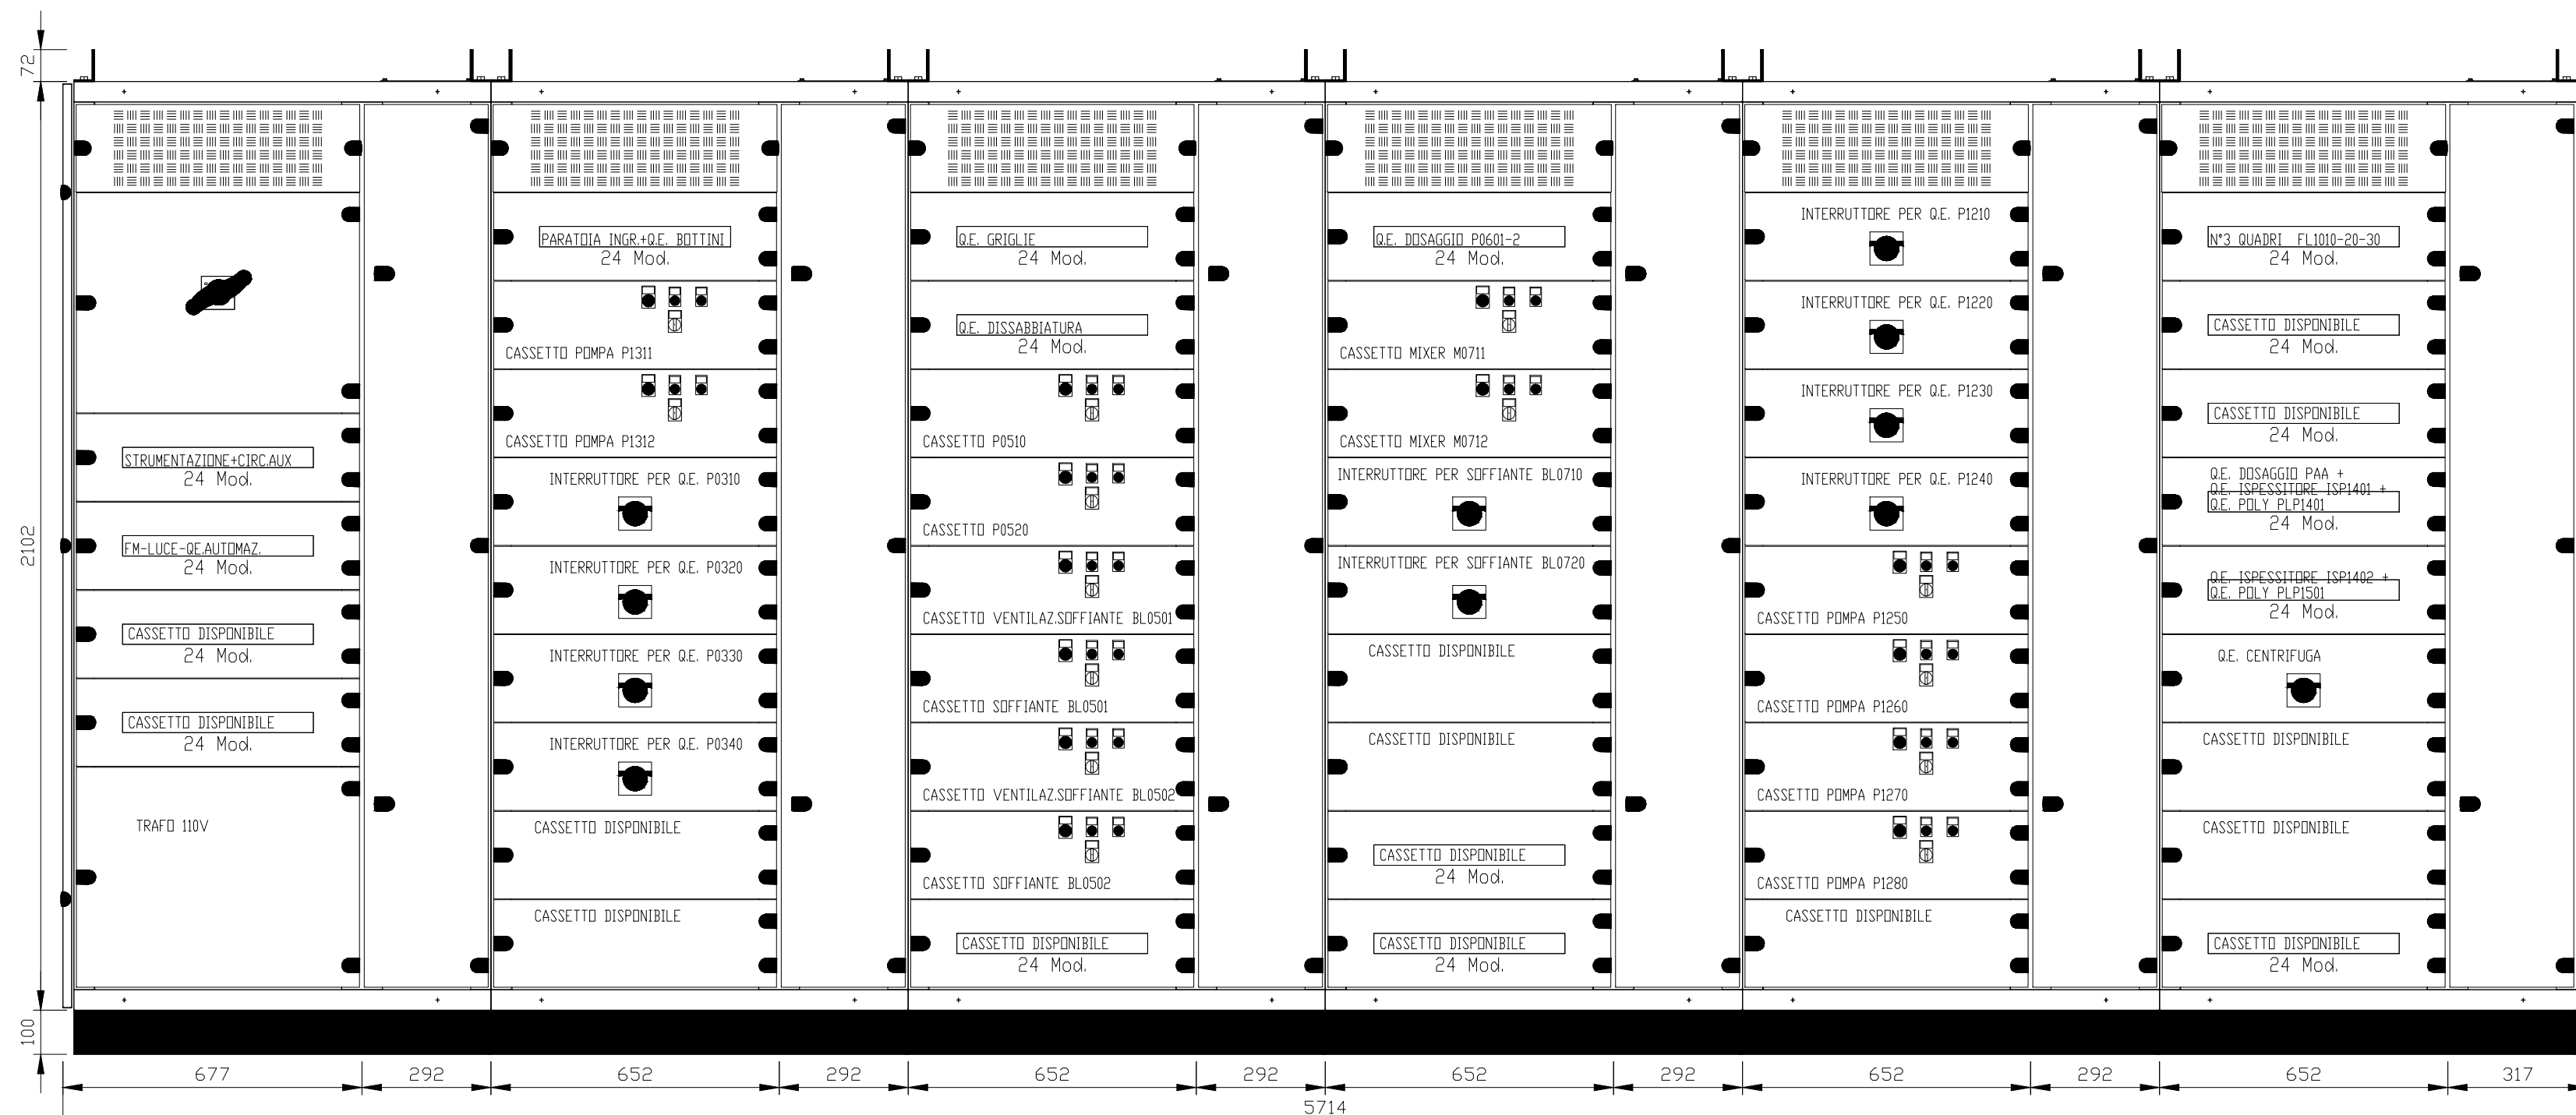 72
2102
100
STRUMENTAZIONE+CIRC.AUX
24 Mod.
FM-LUCE-QE.AUTOMAZ.
24 Mod.
CASSETTO DISPONIBILE
24 Mod.
CASSETTO DISPONIBILE
24 Mod.
TRAFO 110V
PARATOIA INGR.+Q.E. BOTTINI
24 Mod.
CASSETTO POMPA P1311
CASSETTO POMPA P1312
INTERRUTTORE PER Q.E. P0310
INTERRUTTORE PER Q.E. P0320
INTERRUTTORE PER Q.E. P0330
INTERRUTTORE PER Q.E. P0340
CASSETTO DISPONIBILE
CASSETTO DISPONIBILE
Q.E. GRIGLIE
24 Mod.
Q.E. DISSABBIATURA
24 Mod.
CASSETTO P0510
CASSETTO P0520
CASSETTO VENTILAZ.SOFFIANTE BL0501
CASSETTO SOFFIANTE BL0501
CASSETTO VENTILAZ.SOFFIANTE BL0502
CASSETTO SOFFIANTE BL0502
CASSETTO DISPONIBILE
24 Mod.
Q.E. DOSAGGIO P0601-2
24 Mod.
CASSETTO MIXER M0711
CASSETTO MIXER M0712
INTERRUTTORE PER SOFFIANTE BL0710
INTERRUTTORE PER SOFFIANTE BL0720
CASSETTO DISPONIBILE
CASSETTO DISPONIBILE
CASSETTO DISPONIBILE
24 Mod.
CASSETTO DISPONIBILE
24 Mod.
INTERRUTTORE PER Q.E. P1210
INTERRUTTORE PER Q.E. P1220
INTERRUTTORE PER Q.E. P1230
INTERRUTTORE PER Q.E. P1240
CASSETTO POMPA P1250
CASSETTO POMPA P1260
CASSETTO POMPA P1270
CASSETTO POMPA P1280
CASSETTO DISPONIBILE
N°3 QUADRI FL1010-20-30
24 Mod.
CASSETTO DISPONIBILE
24 Mod.
CASSETTO DISPONIBILE
24 Mod.
Q.E. DOSAGGIO PAA +
Q.E. ISPESSITORE ISP1401 +
Q.E. POLY PLP1401
24 Mod.
Q.E. ISPESSITORE ISP1402 +
Q.E. POLY PLP1501
24 Mod.
Q.E. CENTRIFUGA
CASSETTO DISPONIBILE
CASSETTO DISPONIBILE
CASSETTO DISPONIBILE
24 Mod.
677 292 652 292 652 292 652 292 652 292 652 317
5714